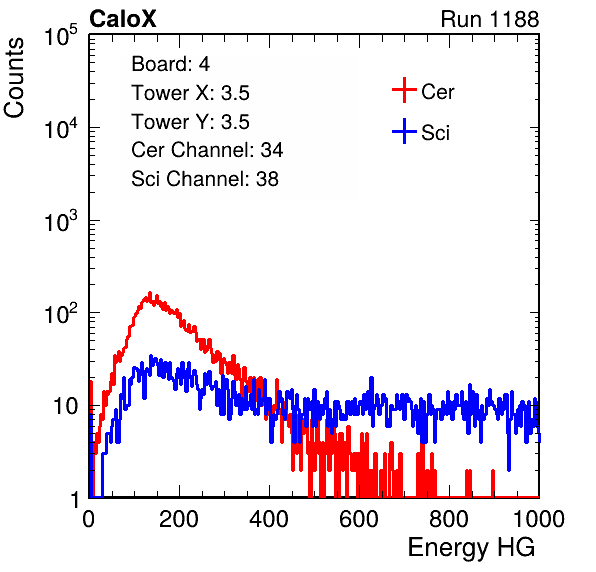 CaloX Run 1188
Counts
Board: 4
Tower X: 3.5
Tower Y: 3.5
Cer Channel: 34
Sci Channel: 38
Cer
Sci
10^5
10^4
10^3
10^2
10
1
0 200 400 600 800 1000
Energy HG